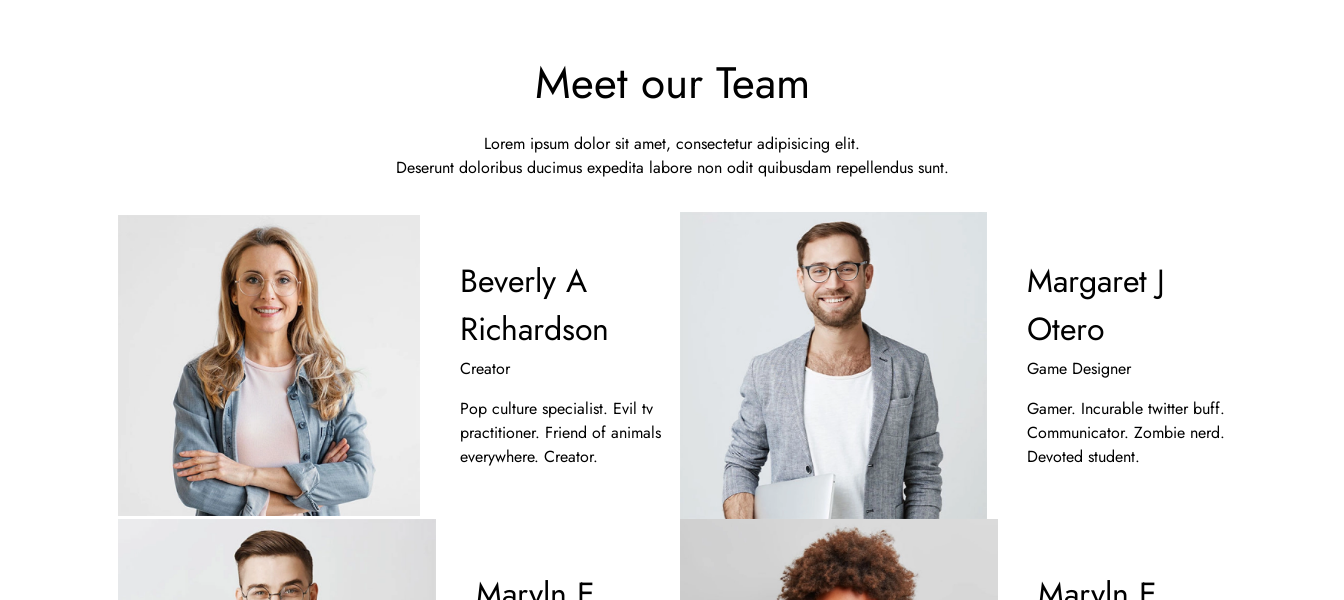 Meet our Team
Lorem ipsum dolor sit amet, consectetur adipisicing elit.
Deserunt doloribus ducimus expedita labore non odit quibusdam repellendus sunt.
Beverly A
Richardson
Creator
Pop culture specialist. Evil tv
practitioner. Friend of animals
everywhere. Creator.
Margaret J
Otero
Game Designer
Gamer. Incurable twitter buff.
Communicator. Zombie nerd.
Devoted student.
Maryln F
Maryln F